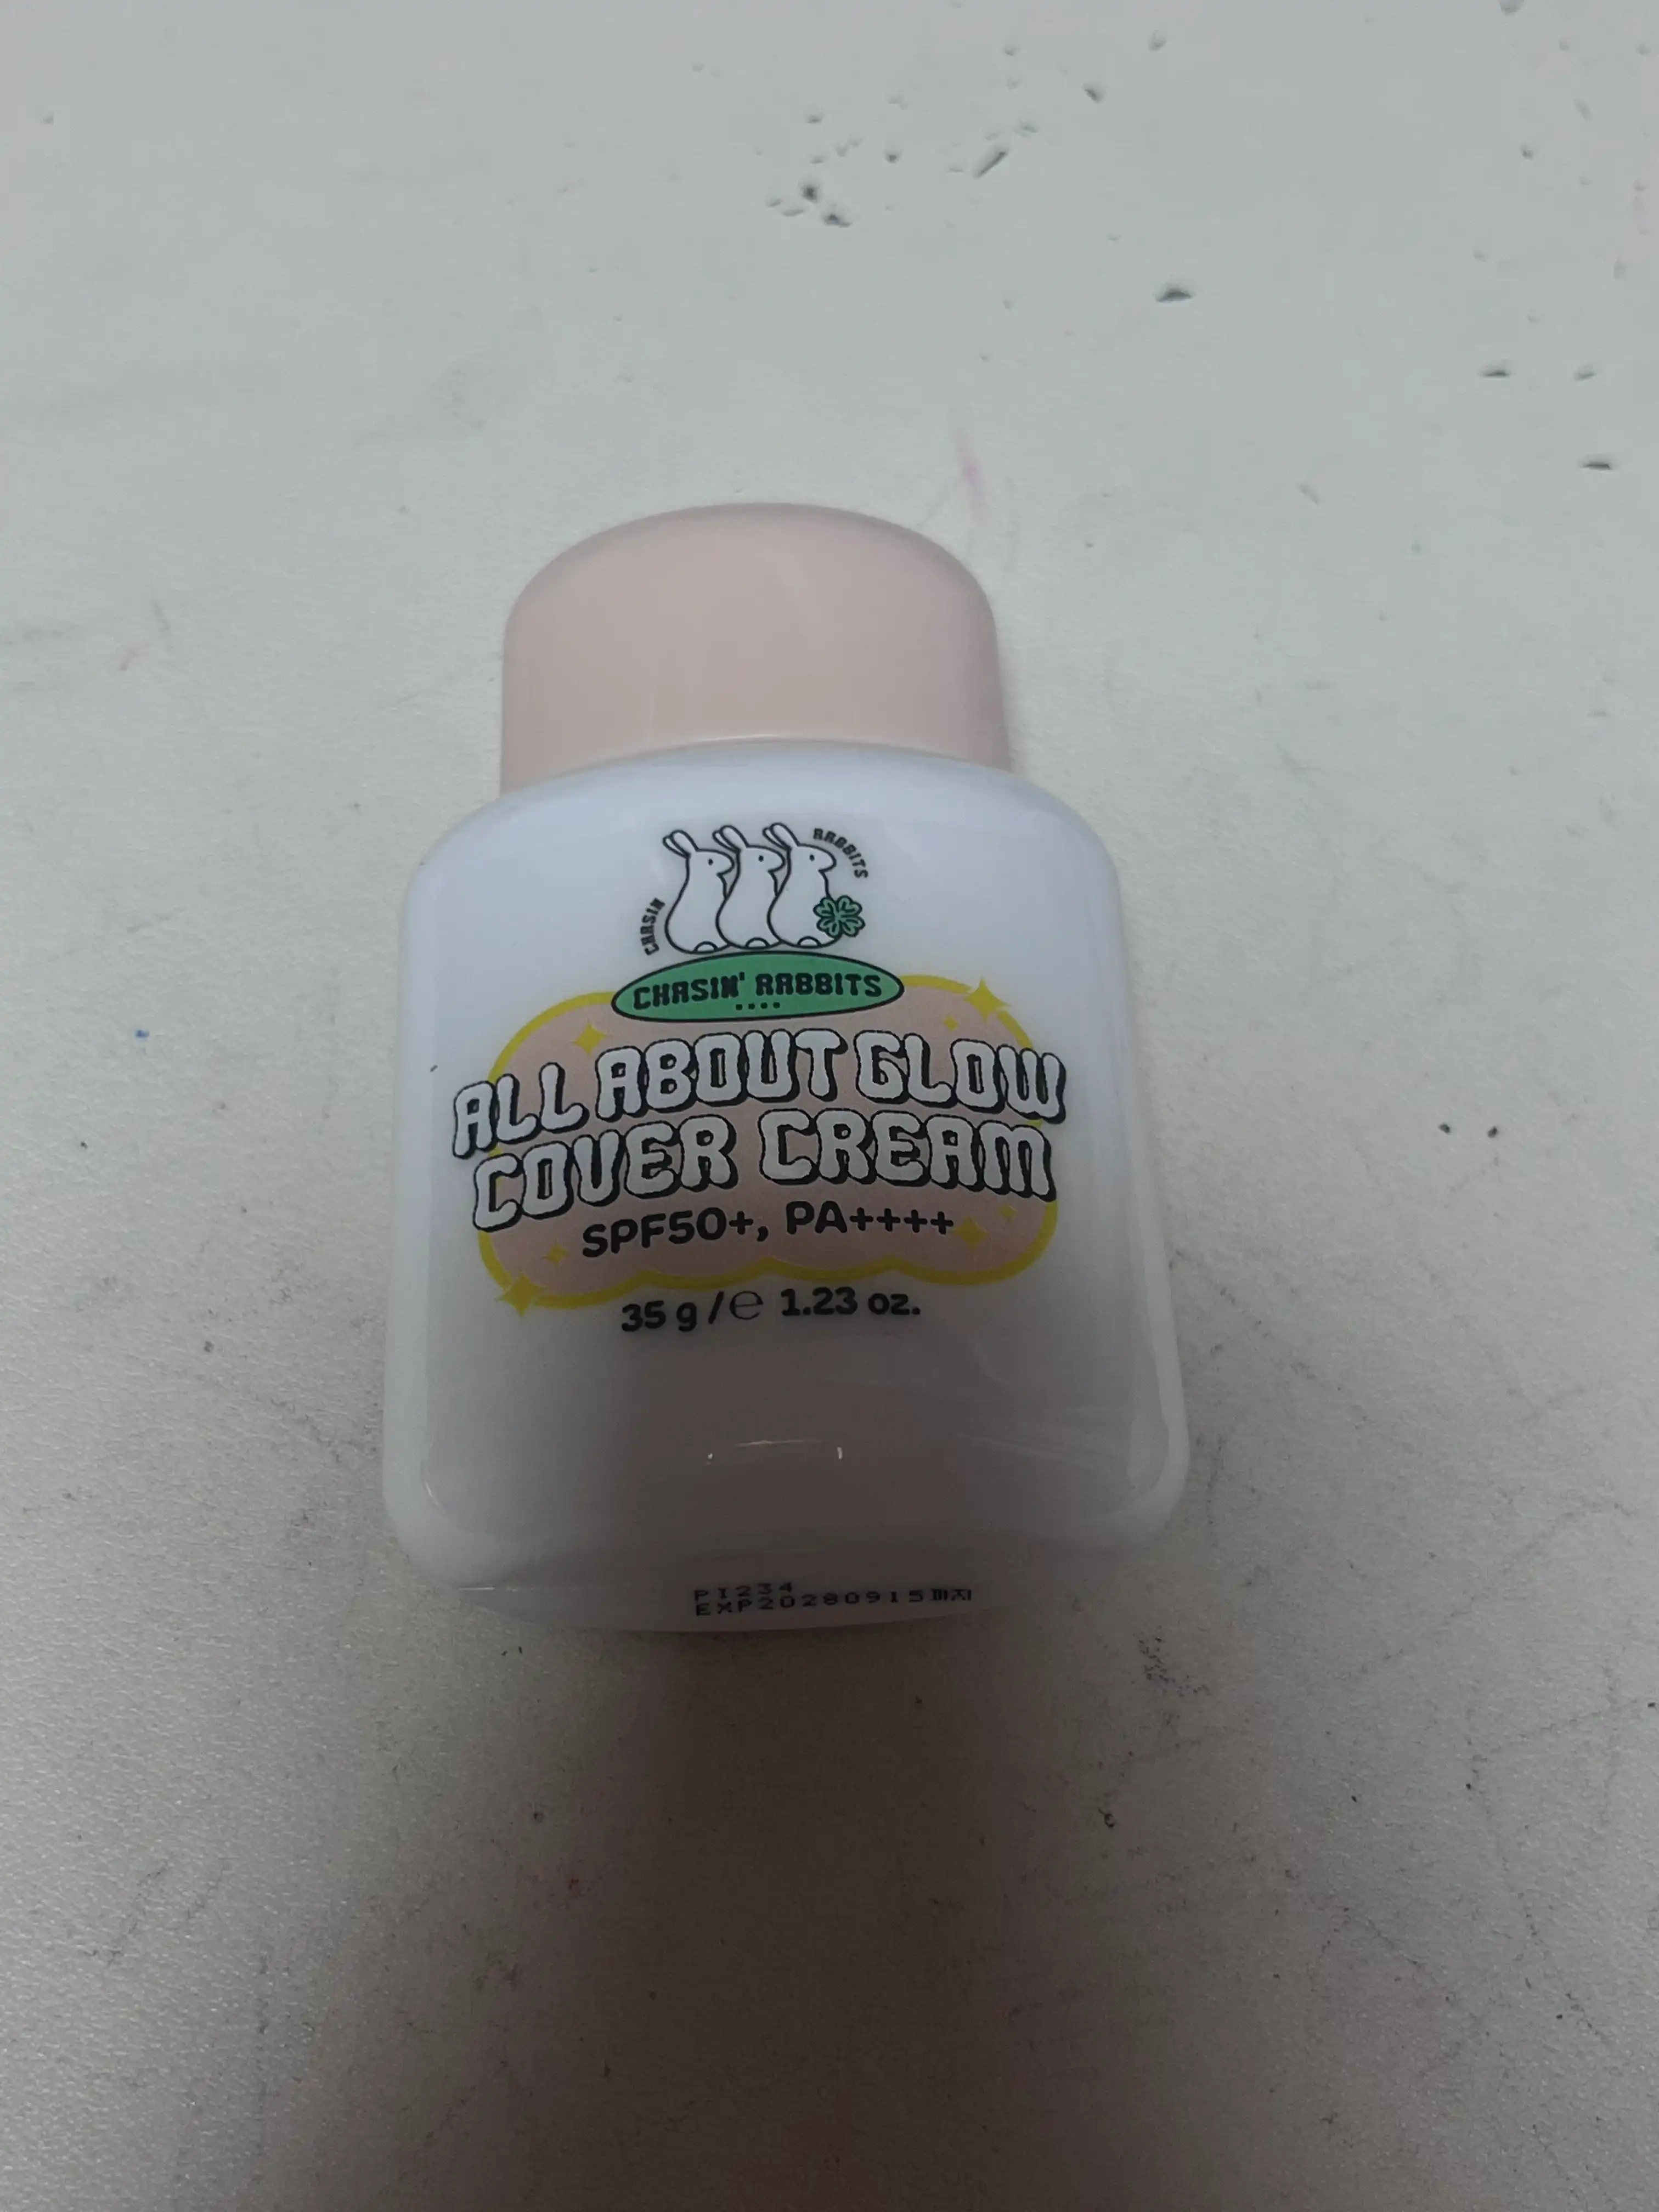 CHASIN RABBITS
CHASIN' RABBITS
ALL ABOUT GLOW
COVER CREAM
SPF50+, PA++++
35 g / ℮ 1.23 oz.
PI234
EXP20280915까지